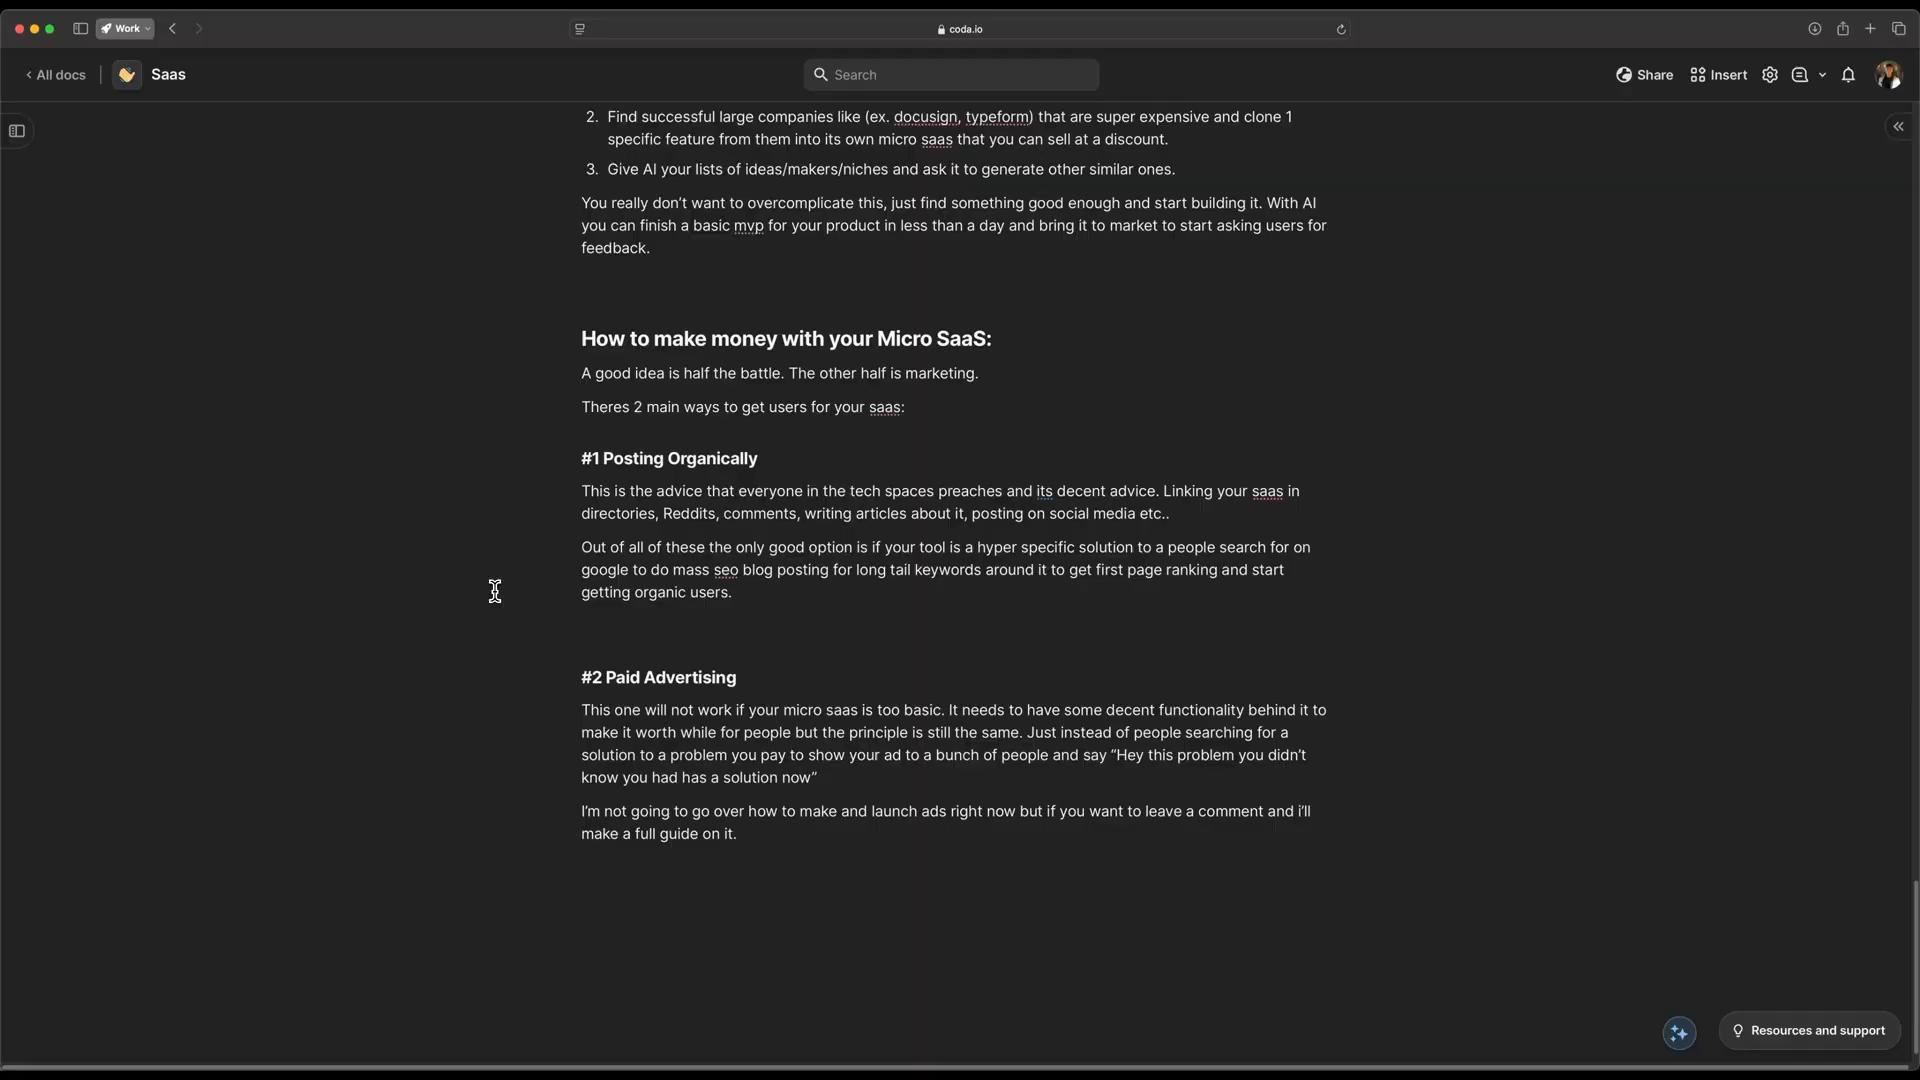 Work
coda.io
All docs
Saas
Search
Share
Insert
2. Find successful large companies like (ex. docusign, typeform) that are super expensive and clone 1
specific feature from them into its own micro saas that you can sell at a discount.
3. Give AI your lists of ideas/makers/niches and ask it to generate other similar ones.
You really don’t want to overcomplicate this, just find something good enough and start building it. With AI
you can finish a basic mvp for your product in less than a day and bring it to market to start asking users for
feedback.
How to make money with your Micro SaaS:
A good idea is half the battle. The other half is marketing.
Theres 2 main ways to get users for your saas:
#1 Posting Organically
This is the advice that everyone in the tech spaces preaches and its decent advice. Linking your saas in
directories, Reddits, comments, writing articles about it, posting on social media etc..
Out of all of these the only good option is if your tool is a hyper specific solution to a people search for on
google to do mass seo blog posting for long tail keywords around it to get first page ranking and start
getting organic users.
#2 Paid Advertising
This one will not work if your micro saas is too basic. It needs to have some decent functionality behind it to
make it worth while for people but the principle is still the same. Just instead of people searching for a
solution to a problem you pay to show your ad to a bunch of people and say “Hey this problem you didn’t
know you had has a solution now”
I’m not going to go over how to make and launch ads right now but if you want to leave a comment and i’ll
make a full guide on it.
Resources and support